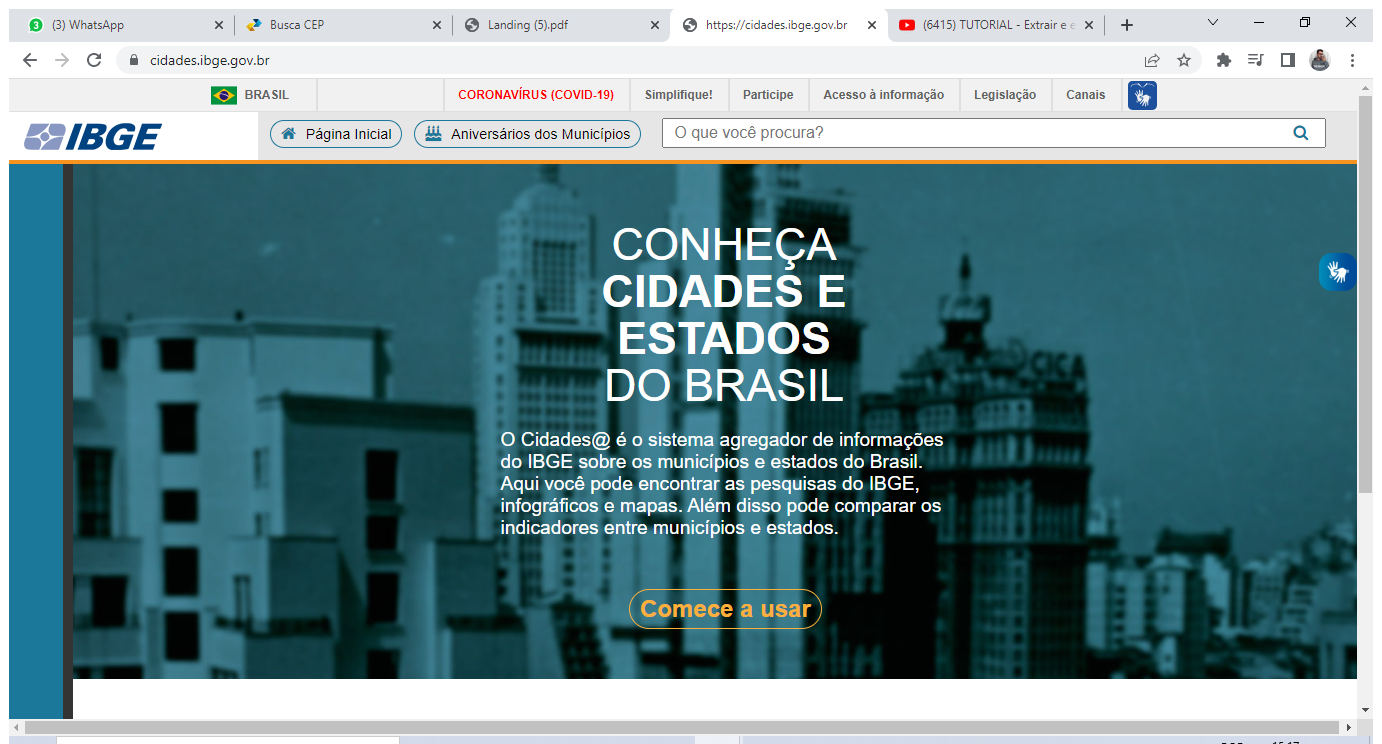 (3) WhatsApp
Busca CEP
Landing (5).pdf
https://cidades.ibge.gov.br
(6415) TUTORIAL - Extrair e e
cidades.ibge.gov.br
BRASIL
CORONAVÍRUS (COVID-19)
Simplifique!
Participe
Acesso à informação
Legislação
Canais
IBGE
Página Inicial
Aniversários dos Municípios
O que você procura?
CONHEÇA
CIDADES E
ESTADOS
DO BRASIL
CICA
O Cidades@ é o sistema agregador de informações
do IBGE sobre os municípios e estados do Brasil.
Aqui você pode encontrar as pesquisas do IBGE,
infográficos e mapas. Além disso pode comparar os
indicadores entre municípios e estados.
Comece a usar